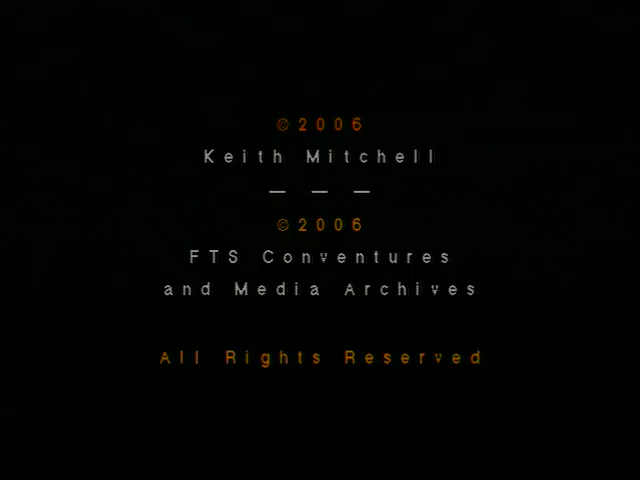 ©2006
Keith Mitchell
— — —
©2006
FTS Conventures
and Media Archives
All Rights Reserved